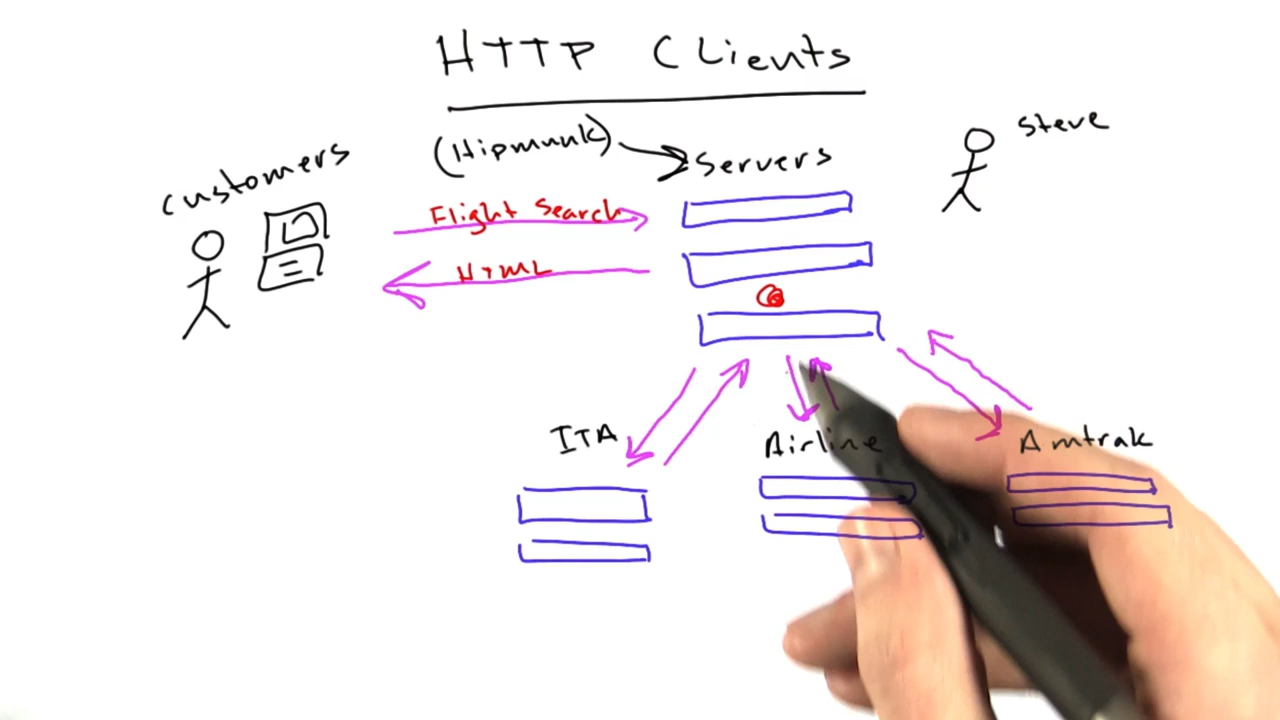 HTTP Clients
(Hipmunk)
Servers
Steve
customers
Flight Search
HTML
ITA
Airline
Amtrak